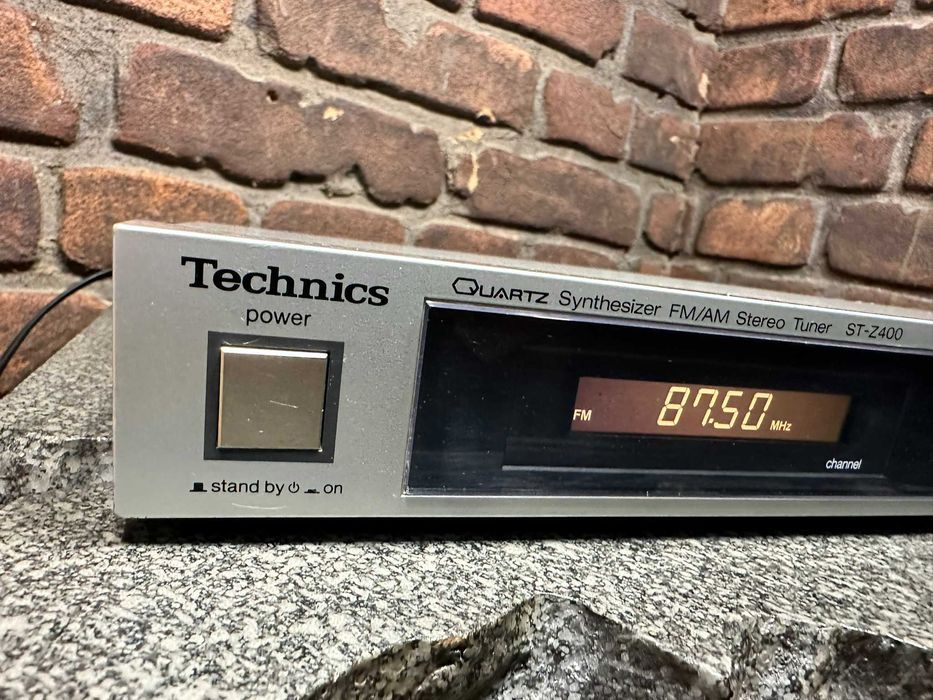 Technics
power
stand by ⏻ on
QUARTZ Synthesizer FM/AM Stereo Tuner ST-Z400
FM 87.50 MHz
channel